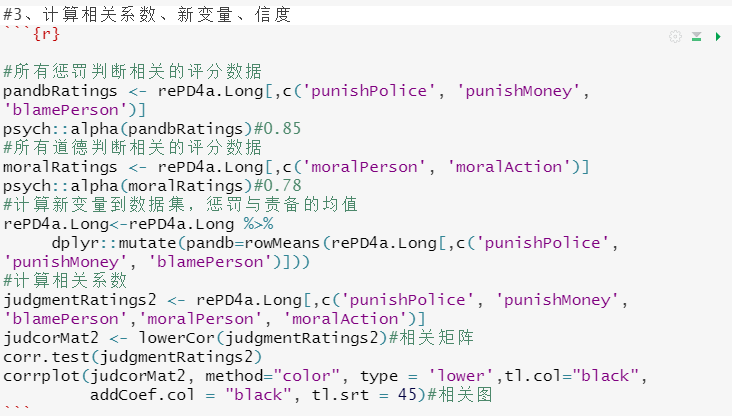 #3、计算相关系数、新变量、信度
```{r}
#所有惩罚判断相关的评分数据
pandbRatings <- rePD4a.Long[,c('punishPolice', 'punishMoney',
'blamePerson')]
psych::alpha(pandbRatings)#0.85
#所有道德判断相关的评分数据
moralRatings <- rePD4a.Long[,c('moralPerson', 'moralAction')]
psych::alpha(moralRatings)#0.78
#计算新变量到数据集，惩罚与责备的均值
rePD4a.Long<-rePD4a.Long %>%
    dplyr::mutate(pandb=rowMeans(rePD4a.Long[,c('punishPolice',
'punishMoney', 'blamePerson')]))
#计算相关系数
judgmentRatings2 <- rePD4a.Long[,c('punishPolice', 'punishMoney',
'blamePerson','moralPerson', 'moralAction')]
judcorMat2 <- lowerCor(judgmentRatings2)#相关矩阵
corr.test(judgmentRatings2)
corrplot(judcorMat2, method="color", type = 'lower',tl.col="black",
         addCoef.col = "black", tl.srt = 45)#相关图
```